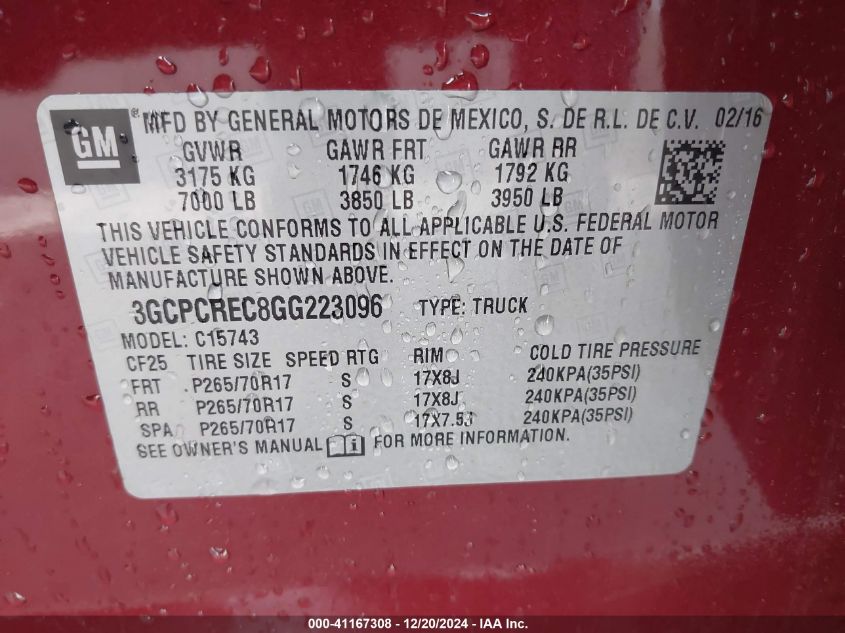 GM ® MFD BY GENERAL MOTORS DE MEXICO, S. DE R.L. DE C.V. 02/16
GVWR GAWR FRT GAWR RR
3175 KG 1746 KG 1792 KG
7000 LB 3850 LB 3950 LB
THIS VEHICLE CONFORMS TO ALL APPLICABLE U.S. FEDERAL MOTOR
VEHICLE SAFETY STANDARDS IN EFFECT ON THE DATE OF
MANUFACTURE SHOWN ABOVE.
3GCPCREC8GG223096 TYPE: TRUCK
MODEL: C15743
CF25 TIRE SIZE SPEED RTG RIM COLD TIRE PRESSURE
FRT P265/70R17 S 17X8J 240KPA(35PSI)
RR P265/70R17 S 17X8J 240KPA(35PSI)
SPA P265/70R17 S 17X7.5J 240KPA(35PSI)
SEE OWNER'S MANUAL FOR MORE INFORMATION.
000-41167308 - 12/20/2024 - IAA Inc.